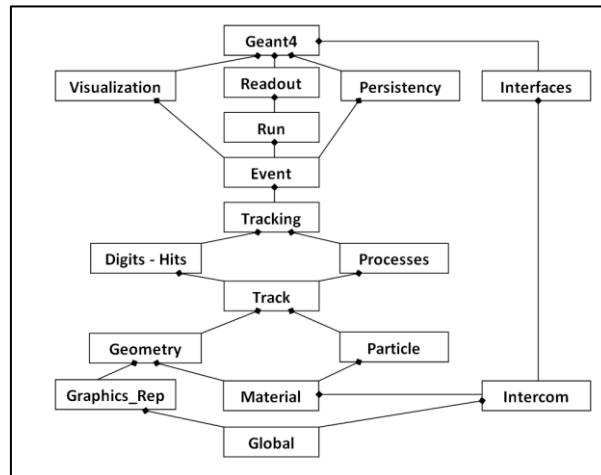 Geant4
Visualization
Readout
Persistency
Interfaces
Run
Event
Tracking
Digits - Hits
Processes
Track
Geometry
Particle
Graphics_Rep
Material
Intercom
Global